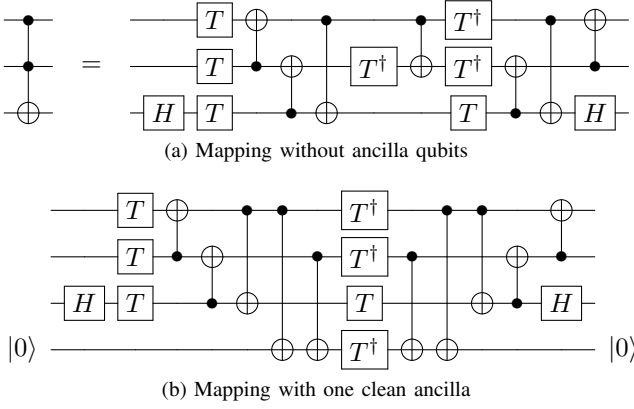 T
= T T† T†
H T T H
T†
(a) Mapping without ancilla qubits
T T†
T T†
H T T H
|0⟩ T† |0⟩
(b) Mapping with one clean ancilla